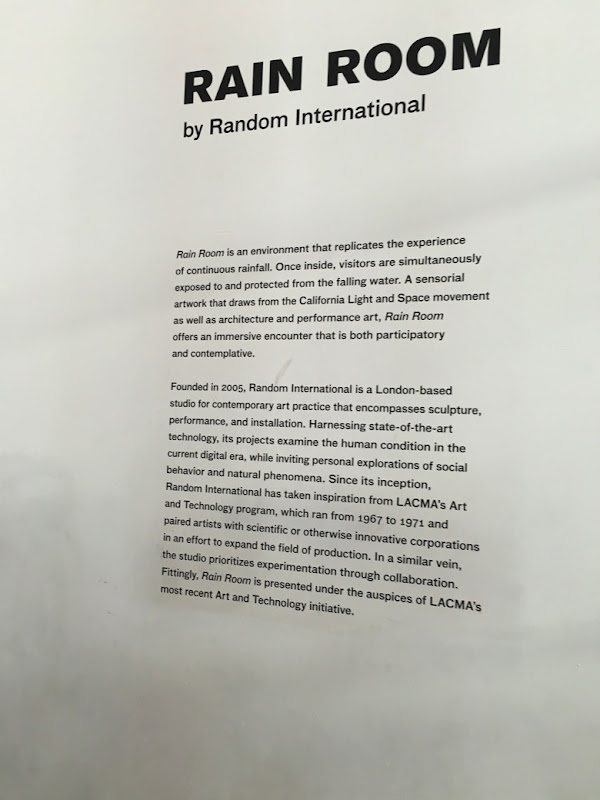 RAIN ROOM
by Random International
Rain Room is an environment that replicates the experience
of continuous rainfall. Once inside, visitors are simultaneously
exposed to and protected from the falling water. A sensorial
artwork that draws from the California Light and Space movement
as well as architecture and performance art, Rain Room
offers an immersive encounter that is both participatory
and contemplative.
Founded in 2005, Random International is a London-based
studio for contemporary art practice that encompasses sculpture,
performance, and installation. Harnessing state-of-the-art
technology, its projects examine the human condition in the
current digital era, while inviting personal explorations of social
behavior and natural phenomena. Since its inception,
Random International has taken inspiration from LACMA's Art
and Technology program, which ran from 1967 to 1971 and
paired artists with scientific or otherwise innovative corporations
in an effort to expand the field of production. In a similar vein,
the studio prioritizes experimentation through collaboration.
Fittingly, Rain Room is presented under the auspices of LACMA's
most recent Art and Technology initiative.